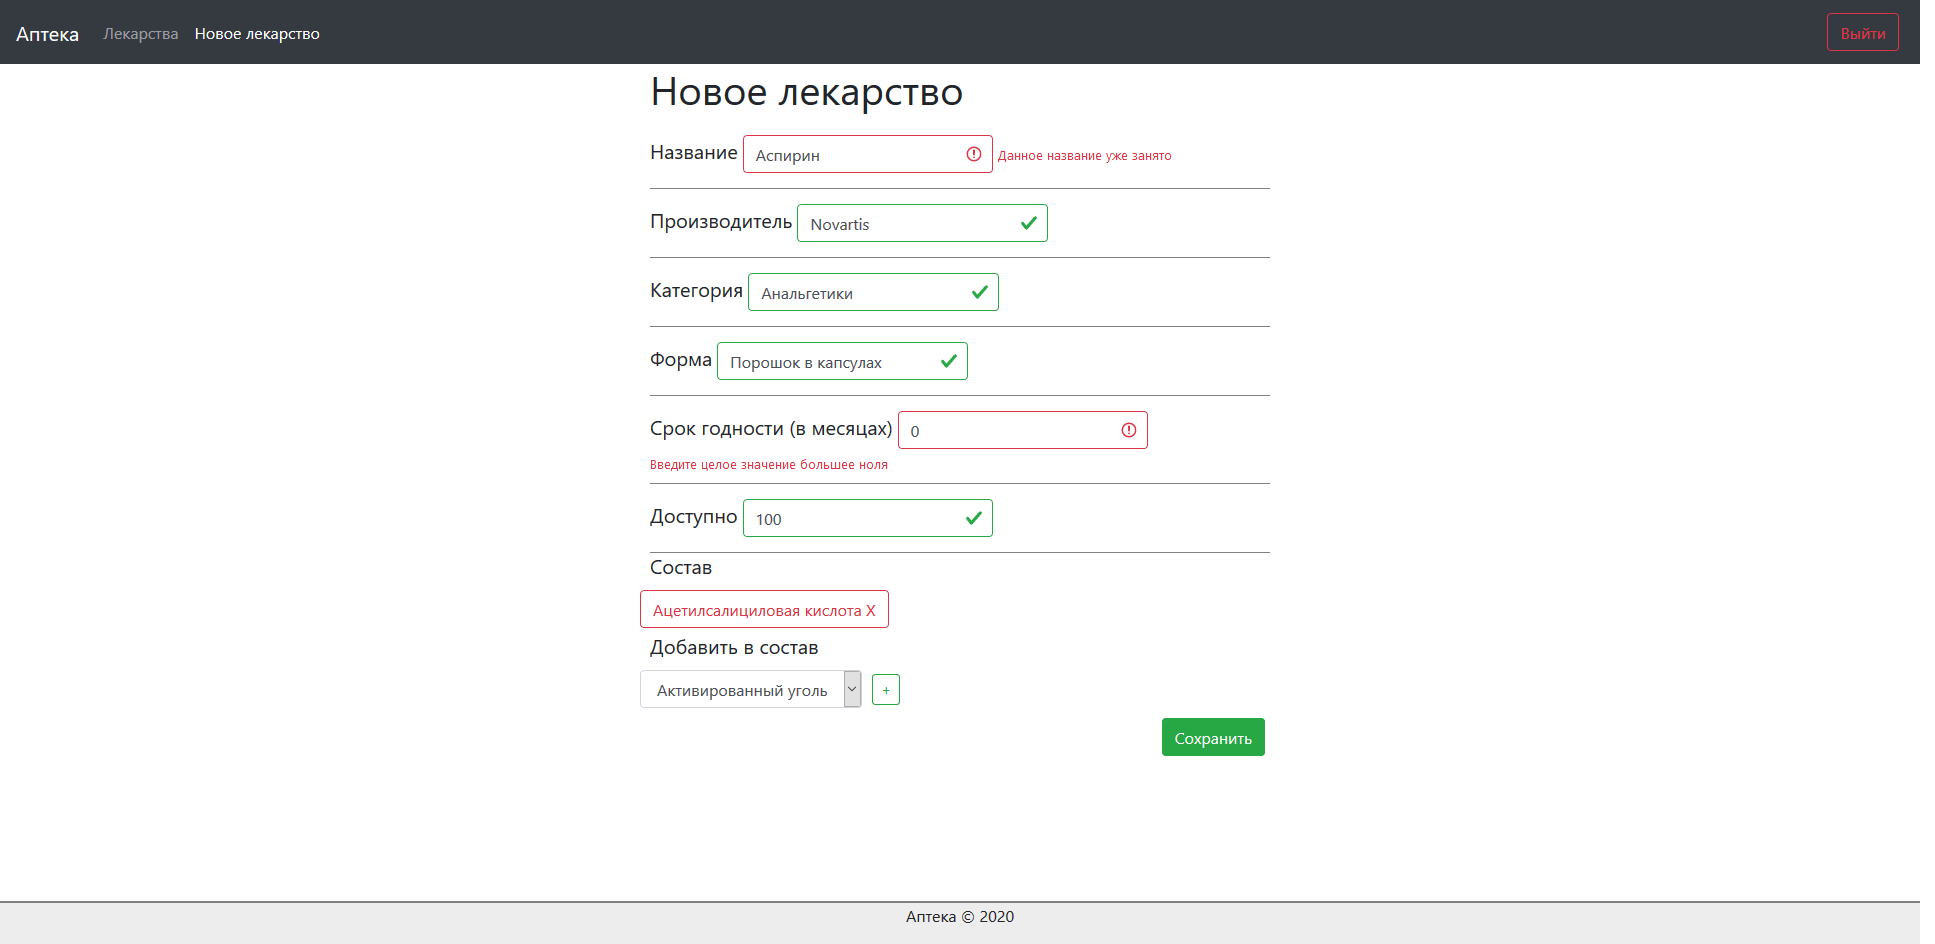 Аптека Лекарства Новое лекарство Выйти
Новое лекарство
Название Аспирин Данное название уже занято
Производитель Novartis
Категория Анальгетики
Форма Порошок в капсулах
Срок годности (в месяцах) 0
Введите целое значение большее ноля
Доступно 100
Состав
Ацетилсалициловая кислота X
Добавить в состав
Активированный уголь +
Сохранить
Аптека © 2020